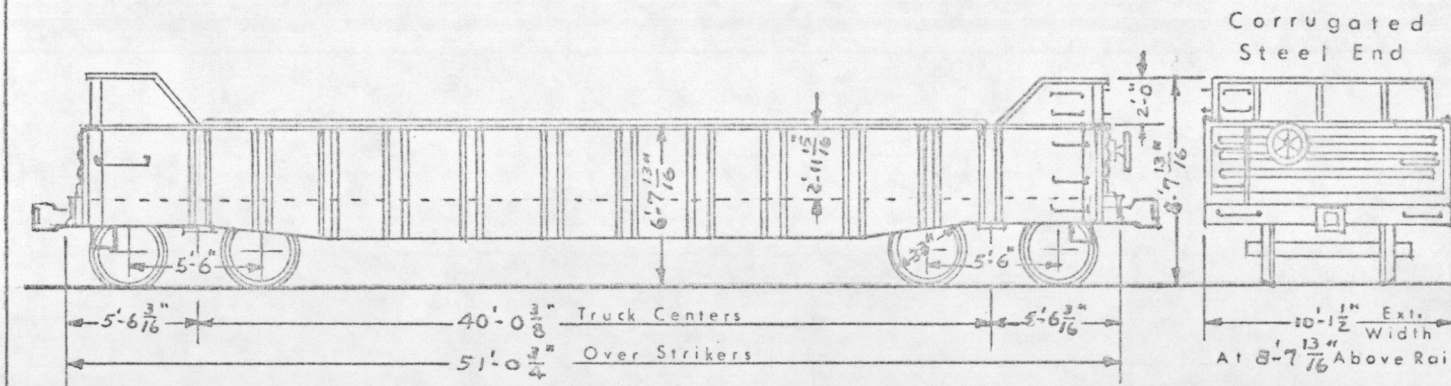 Corrugated
Steel End
2'-0"
2'-11 15/16"
6'-7 13/16"
8'-7 13/16"
33"
5'-6"
5'-6"
5'-6 3/16"
40'-0 3/8" Truck Centers
5'-6 3/16"
10'-1 1/2" Ext.
Width
51'-0 3/4" Over Strikers
At 8'-7 13/16" Above Rai